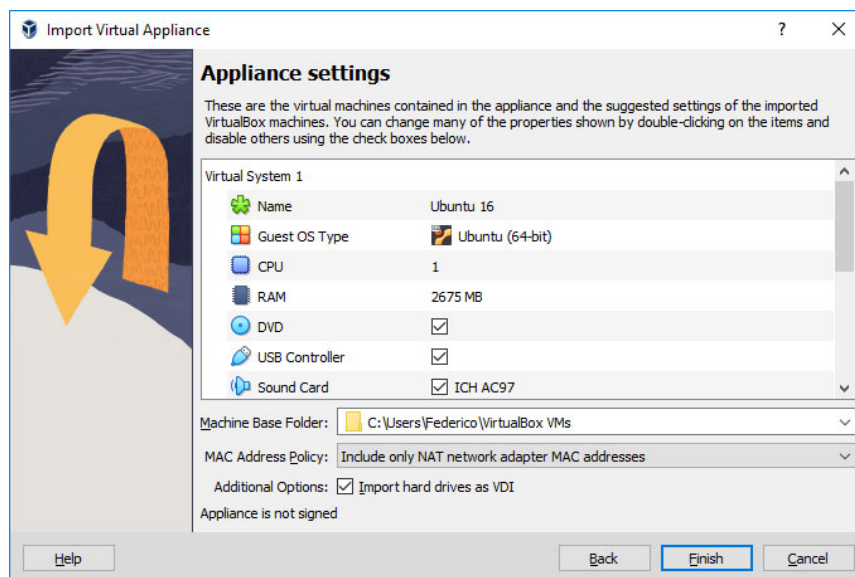 Import Virtual Appliance
?
Appliance settings
These are the virtual machines contained in the appliance and the suggested settings of the imported
VirtualBox machines. You can change many of the properties shown by double-clicking on the items and
disable others using the check boxes below.
Virtual System 1
Name Ubuntu 16
Guest OS Type Ubuntu (64-bit)
CPU 1
RAM 2675 MB
DVD
USB Controller
Sound Card ICH AC97
Machine Base Folder: C:\Users\Federico\VirtualBox VMs
MAC Address Policy: Include only NAT network adapter MAC addresses
Additional Options: Import hard drives as VDI
Appliance is not signed
Help Back Finish Cancel